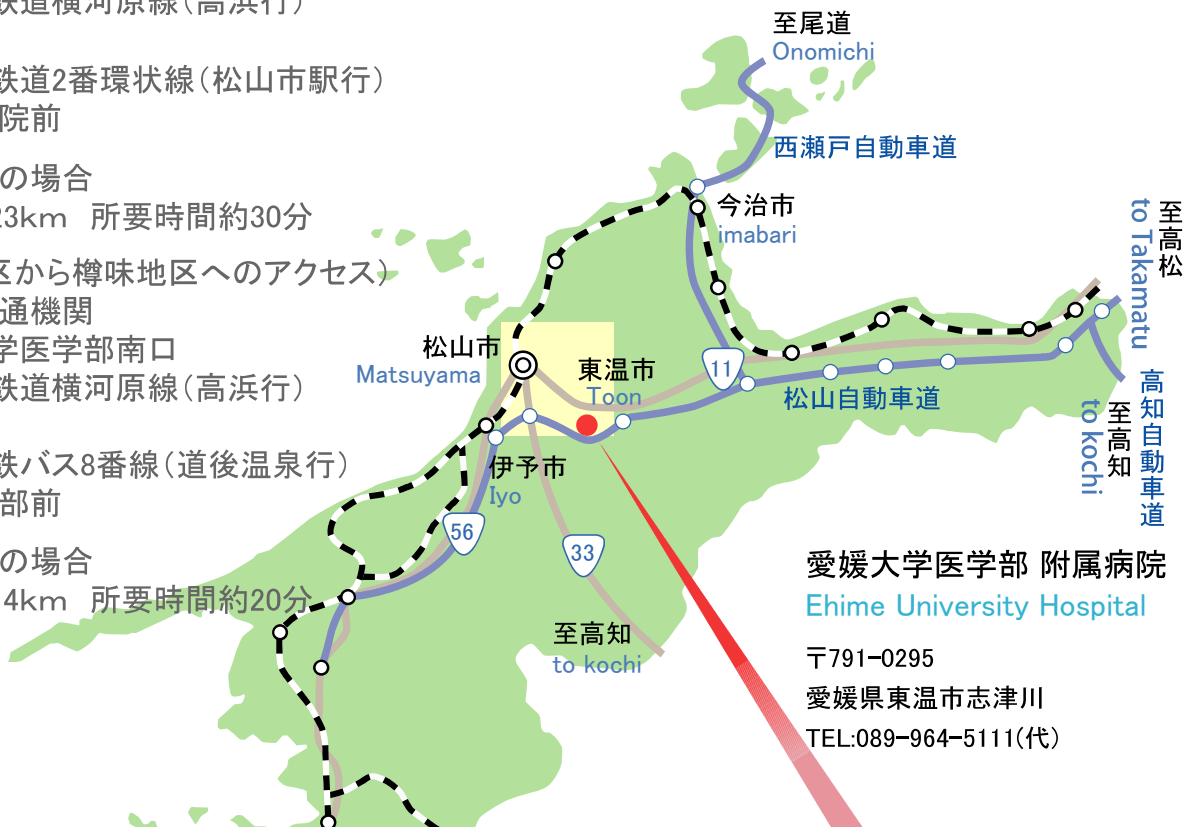 鉄道横河原線（高浜行）
鉄道2番環状線（松山市駅行）
院前
の場合
23km　所要時間約30分
区から樽味地区へのアクセス）
通機関
学医学部南口
鉄道横河原線（高浜行）
鉄バス8番線（道後温泉行）
部前
の場合
4km　所要時間約20分
至尾道
Onomichi
西瀬戸自動車道
今治市
imabari
至高松
to Takamatu
松山市
Matsuyama
東温市
Toon
11
松山自動車道
高知自動車道
至高知
to kochi
伊予市
Iyo
56
33
至高知
to kochi
愛媛大学医学部 附属病院
Ehime University Hospital
〒791-0295
愛媛県東温市志津川
TEL:089-964-5111(代)